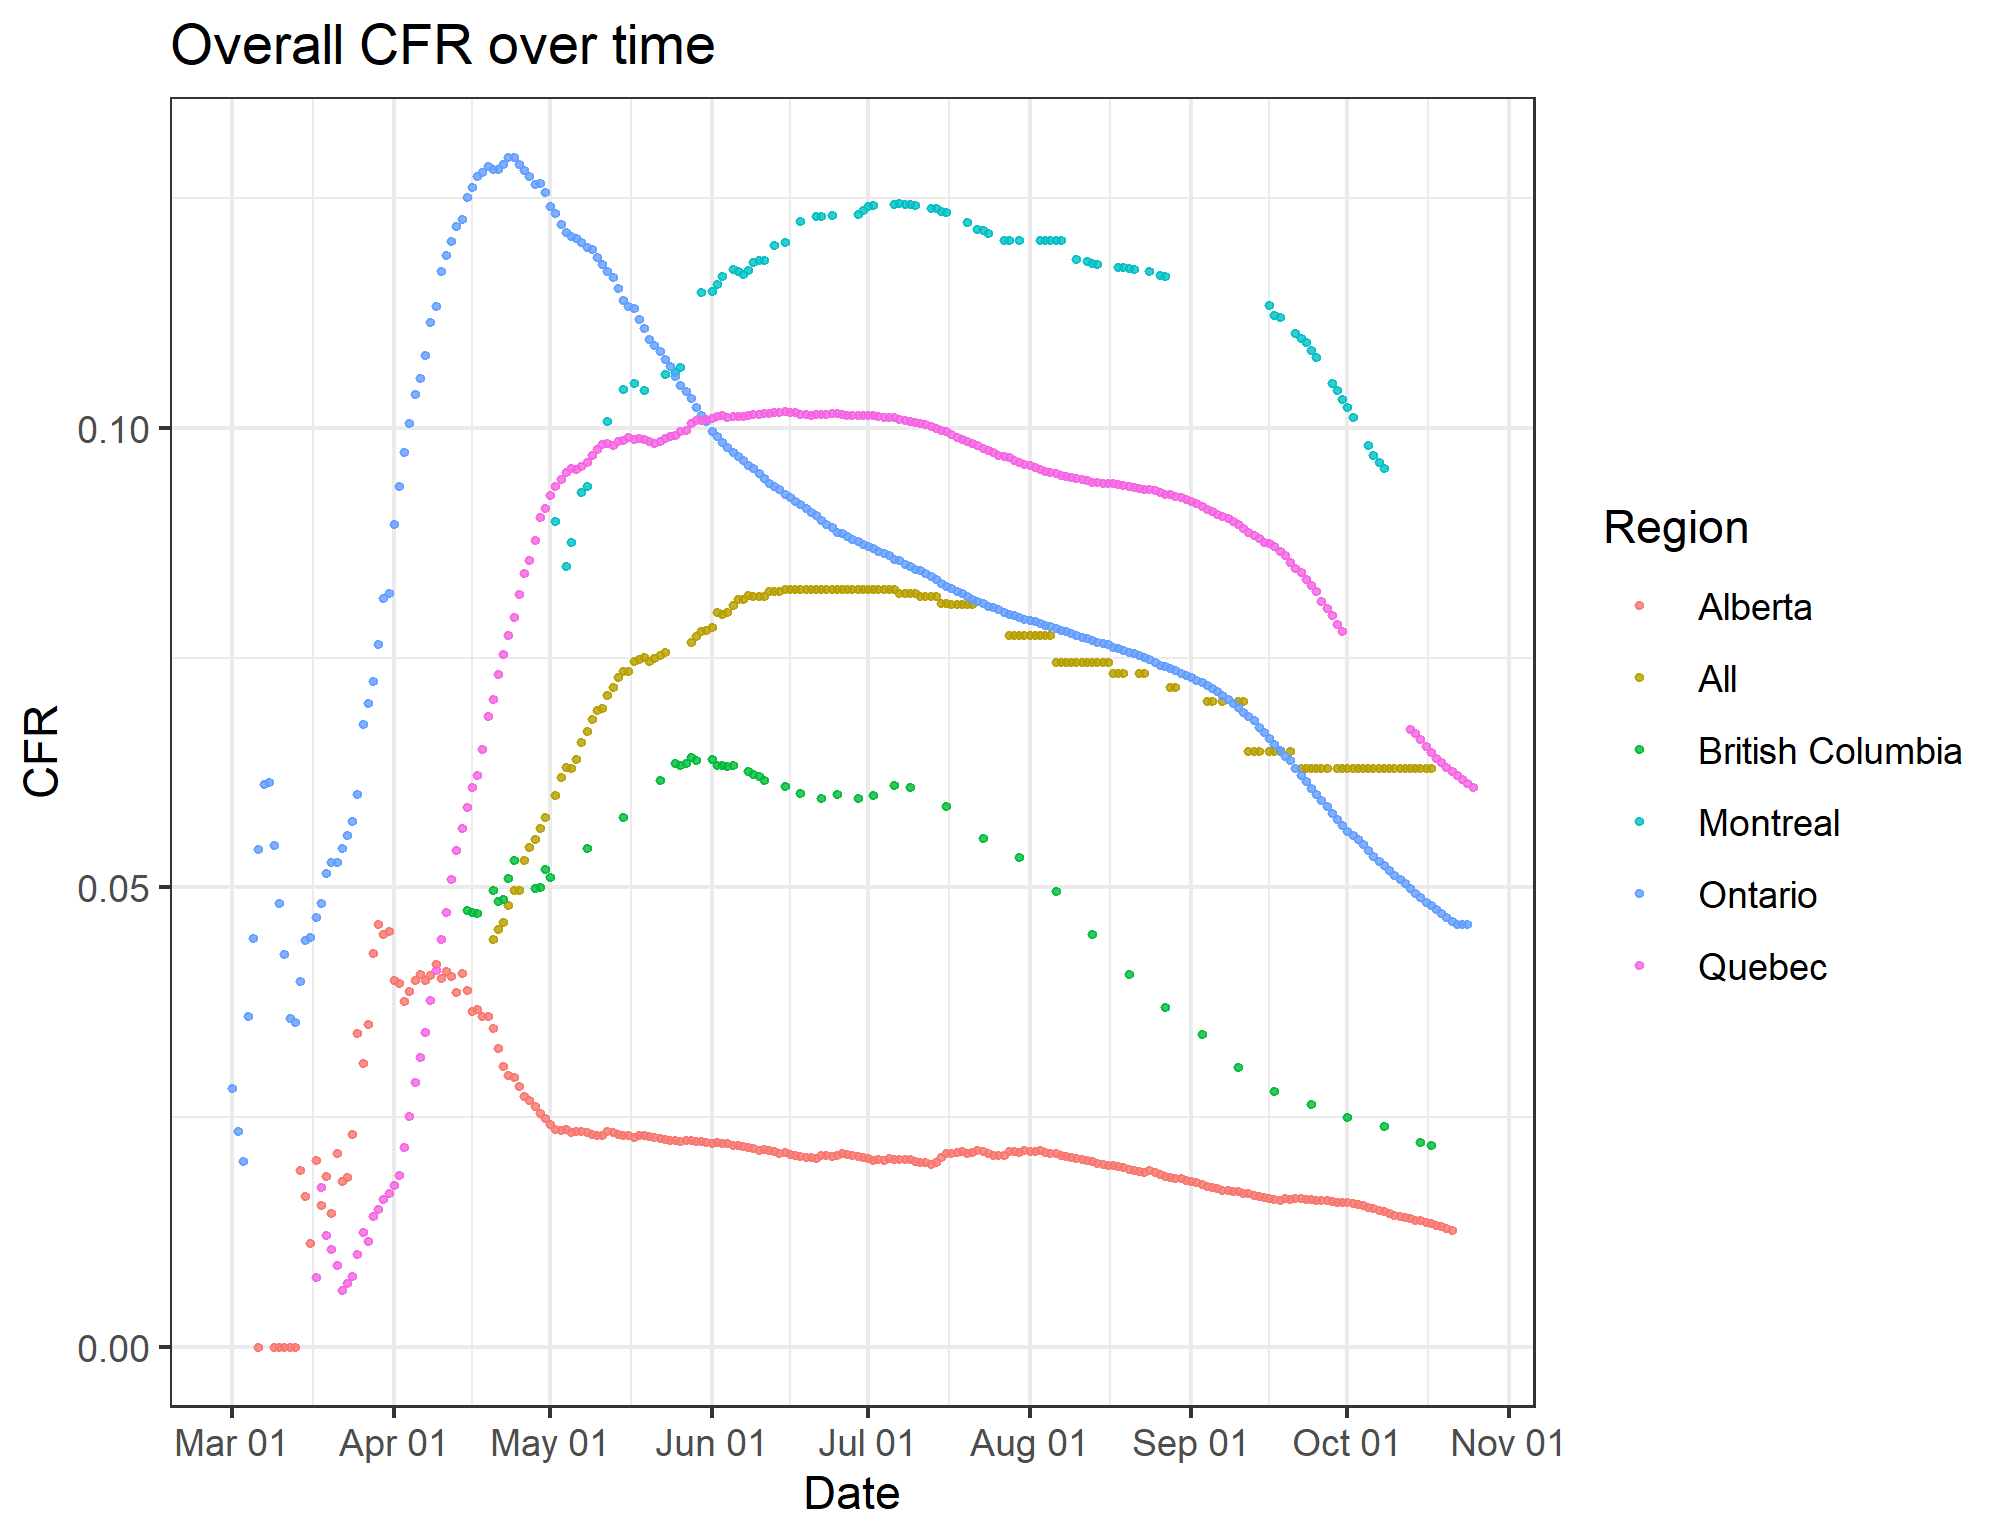 Overall CFR over time
CFR
0.10
0.05
0.00
Mar 01 Apr 01 May 01 Jun 01 Jul 01 Aug 01 Sep 01 Oct 01 Nov 01
Date
Region
Alberta
All
British Columbia
Montreal
Ontario
Quebec